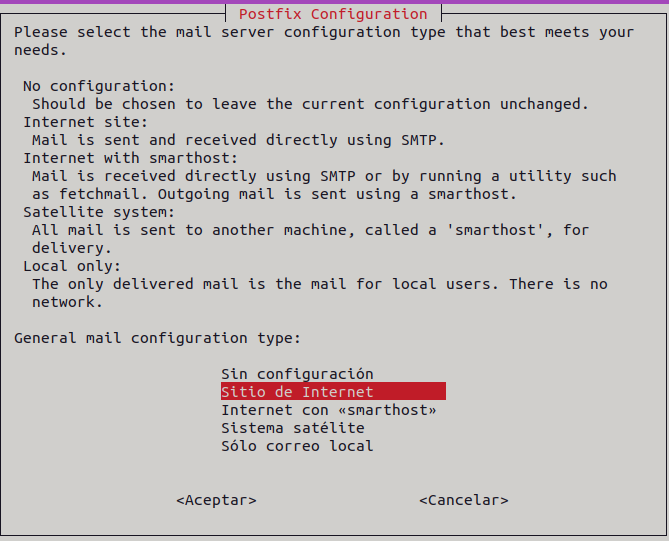 Postfix Configuration
Please select the mail server configuration type that best meets your
needs.
No configuration:
Should be chosen to leave the current configuration unchanged.
Internet site:
Mail is sent and received directly using SMTP.
Internet with smarthost:
Mail is received directly using SMTP or by running a utility such
as fetchmail. Outgoing mail is sent using a smarthost.
Satellite system:
All mail is sent to another machine, called a 'smarthost', for
delivery.
Local only:
The only delivered mail is the mail for local users. There is no
network.
General mail configuration type:
Sin configuración
Sitio de Internet
Internet con «smarthost»
Sistema satélite
Sólo correo local
<Aceptar> <Cancelar>